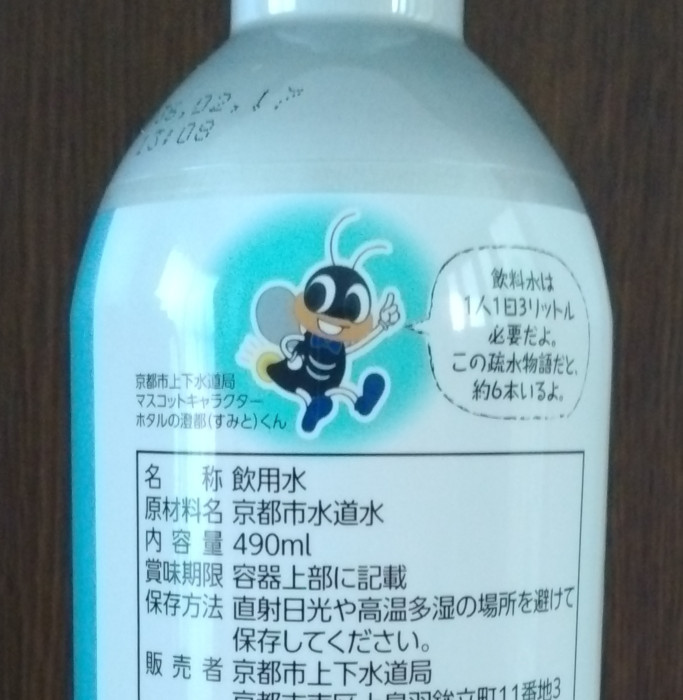 飲料水は
1人1日3リットル
必要だよ。
この疏水物語だと、
約6本いるよ。
京都市上下水道局
マスコットキャラクター
ホタルの澄都(すみと)くん
名称 飲用水
原材料名 京都市水道水
内容量 490ml
賞味期限 容器上部に記載
保存方法 直射日光や高温多湿の場所を避けて
保存してください。
販売者 京都市上下水道局